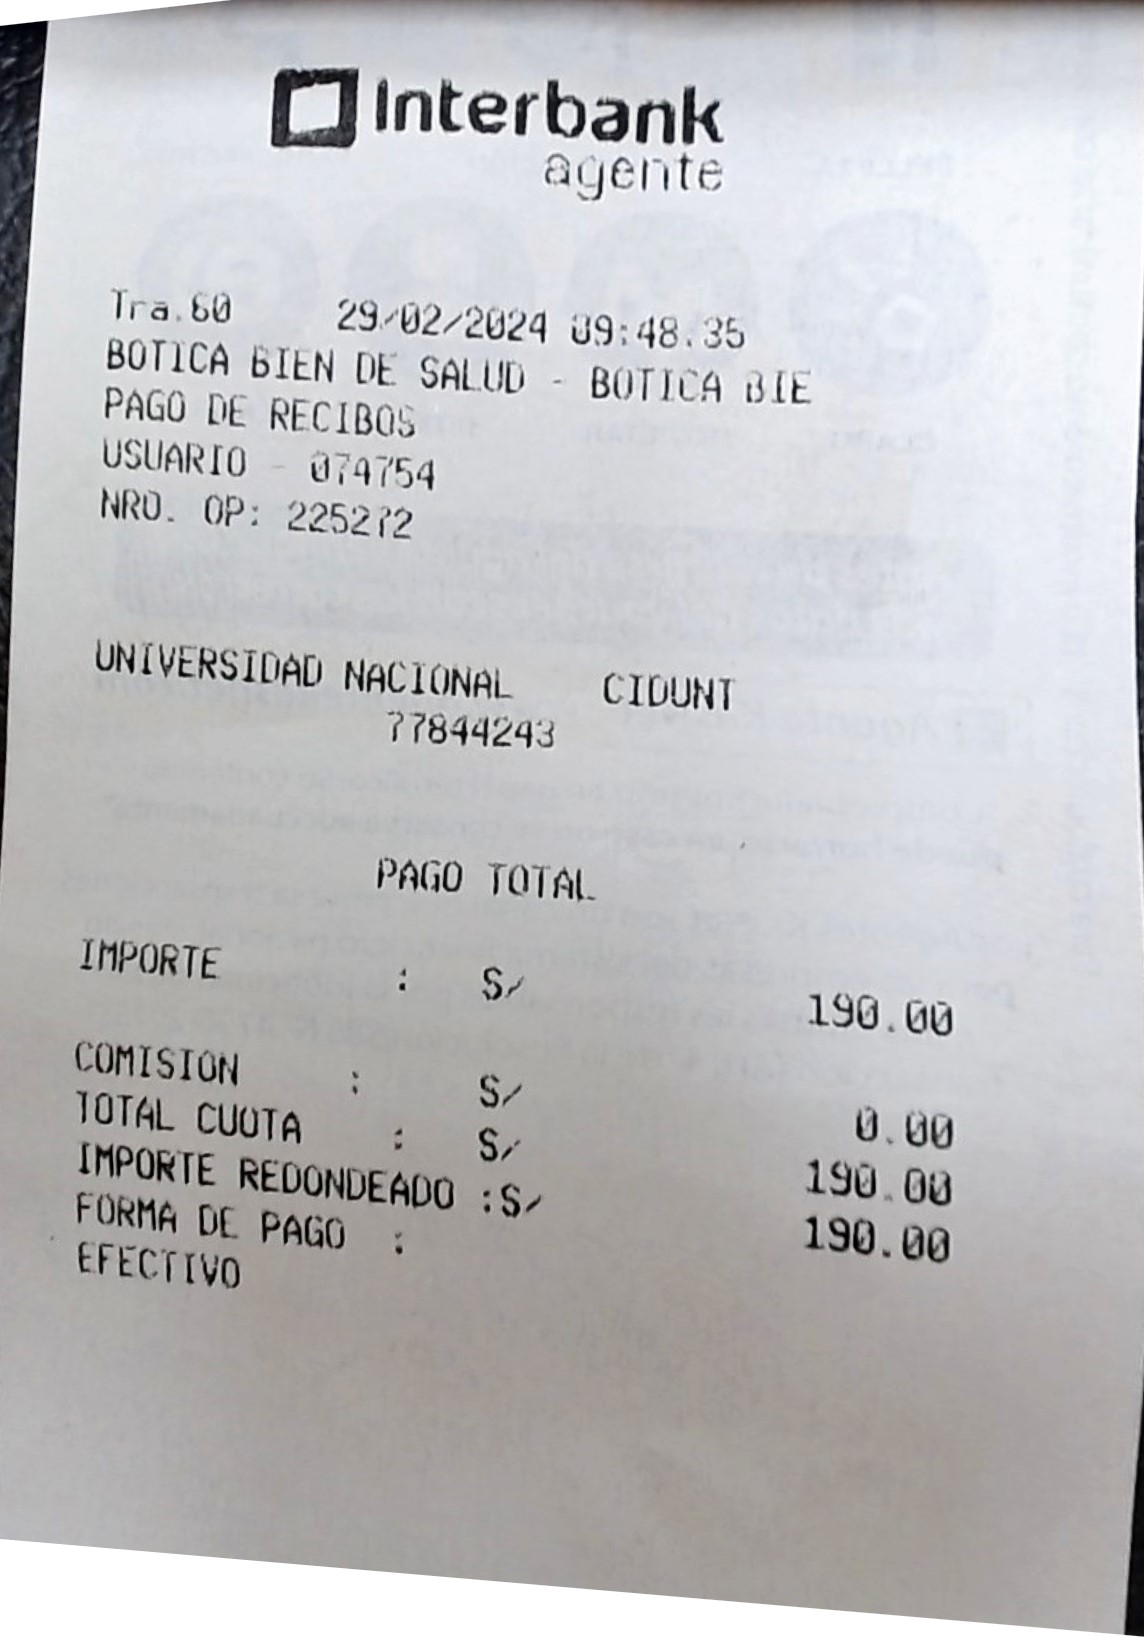 Interbank
agente
Tra.60 29/02/2024 09:48.35
BOTICA BIEN DE SALUD - BOTICA BIE
PAGO DE RECIBOS
USUARIO - 074754
NRO. OP: 225272
UNIVERSIDAD NACIONAL CIDUNT
77844243
PAGO TOTAL
IMPORTE : S/ 190.00
COMISION : S/ 0.00
TOTAL CUOTA : S/ 190.00
IMPORTE REDONDEADO :S/ 190.00
FORMA DE PAGO :
EFECTIVO